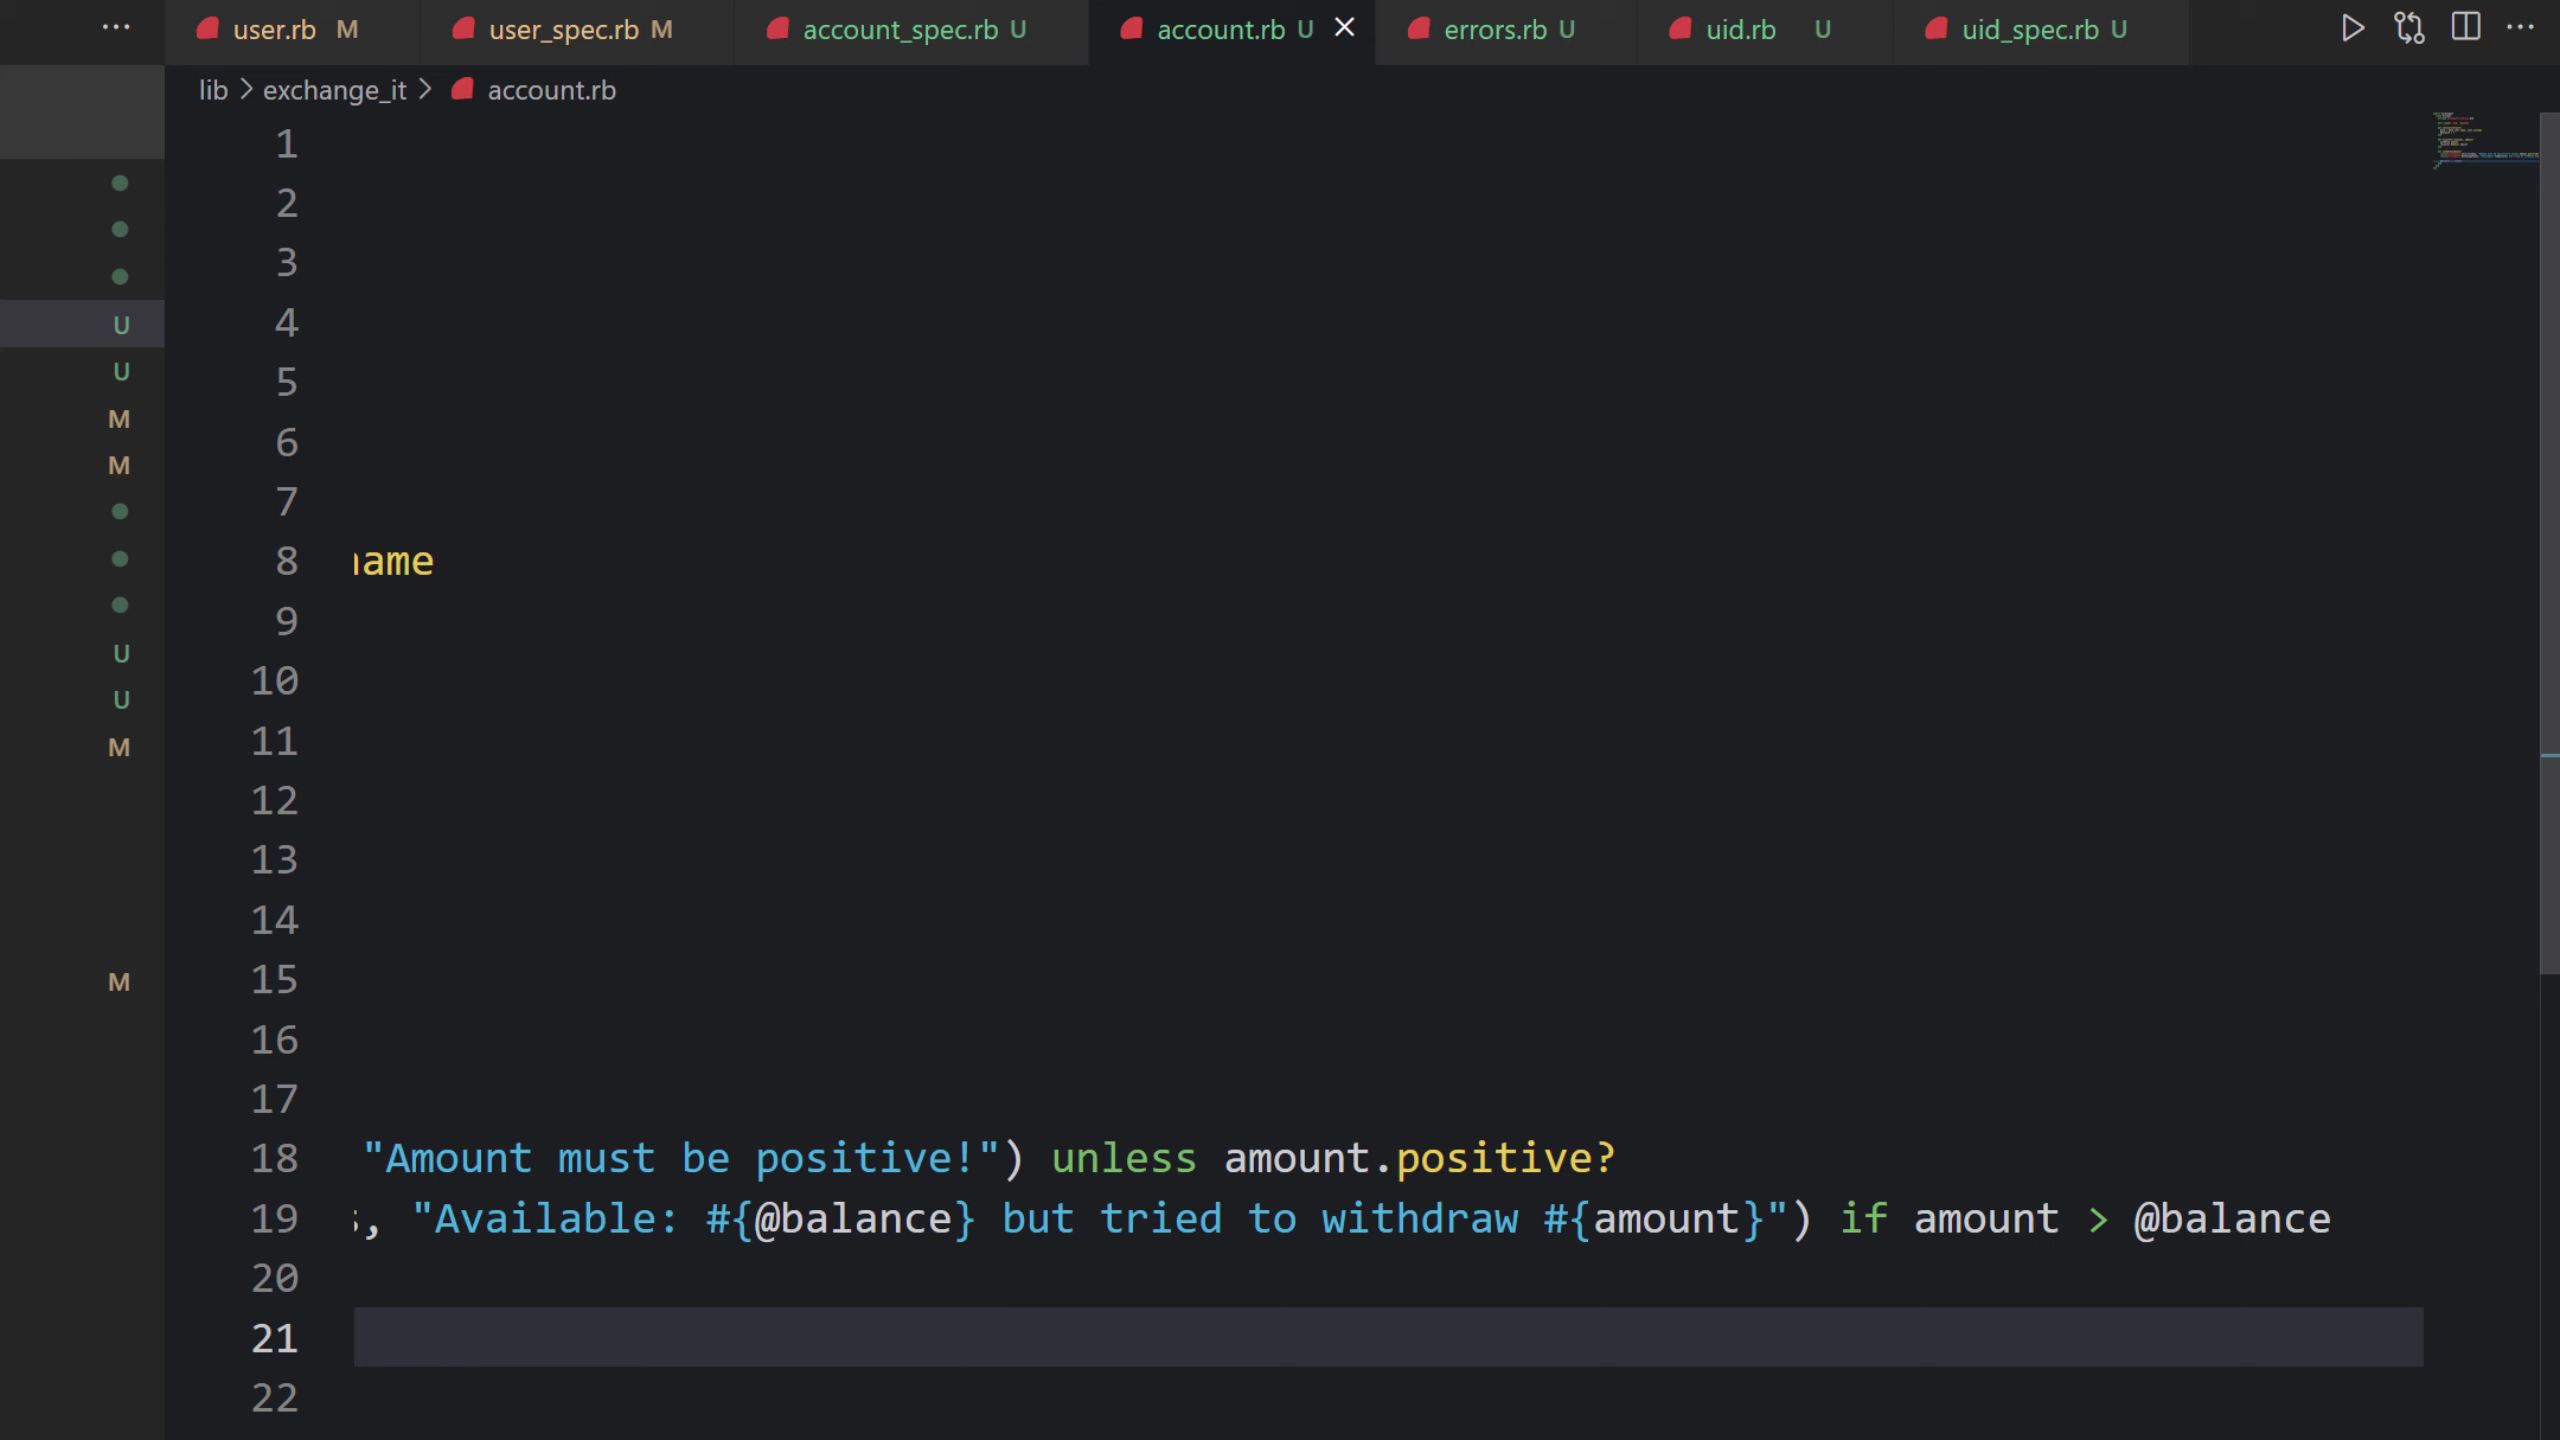 ··· user.rb M user_spec.rb M account_spec.rb U account.rb U errors.rb U uid.rb U uid_spec.rb U ···
lib > exchange_it > account.rb
1
2
3
U 4
U 5
M 6
M 7
8 name
9
U 10
U 11
M 12
13
14
M 15
16
17
18 "Amount must be positive!") unless amount.positive?
19 s, "Available: #{@balance} but tried to withdraw #{amount}") if amount > @balance
20
21
22